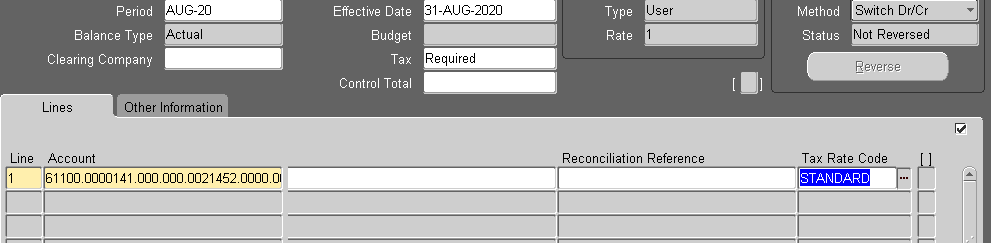 Period AUG-20 Effective Date 31-AUG-2020 Type User Method Switch Dr/Cr
Balance Type Actual Budget Rate 1 Status Not Reversed
Clearing Company Tax Required Reverse
Control Total [ ]
Lines Other Information
Line Account Reconciliation Reference Tax Rate Code [ ]
1 61100.0000141.000.000.0021452.0000.00 STANDARD ...